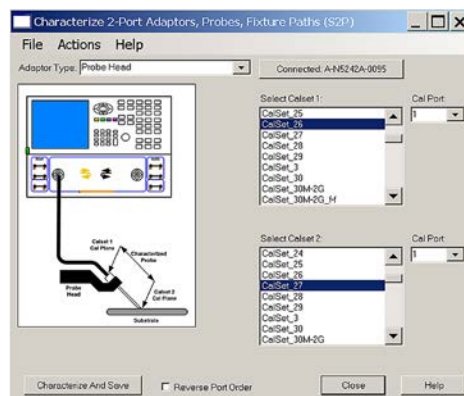 Characterize 2-Port Adaptors, Probes, Fixture Paths (S2P)
File Actions Help
Adaptor Type: Probe Head
Connected: A-N5242A-0095
Select Calset 1:
Cal Port:
CalSet_25
CalSet_26
CalSet_27
CalSet_28
CalSet_29
CalSet_3
CalSet_30
CalSet_30M-2G
CalSet_30M-2G_M
1
Calset 1
Cal Plane
Characterized
Probe
Probe
Head
Calset 2
Cal Plane
Substrate
Select Calset 2:
Cal Port:
CalSet_24
CalSet_25
CalSet_26
CalSet_27
CalSet_28
CalSet_29
CalSet_3
CalSet_30
CalSet_30M-2G
1
Characterize And Save
Reverse Port Order
Close
Help